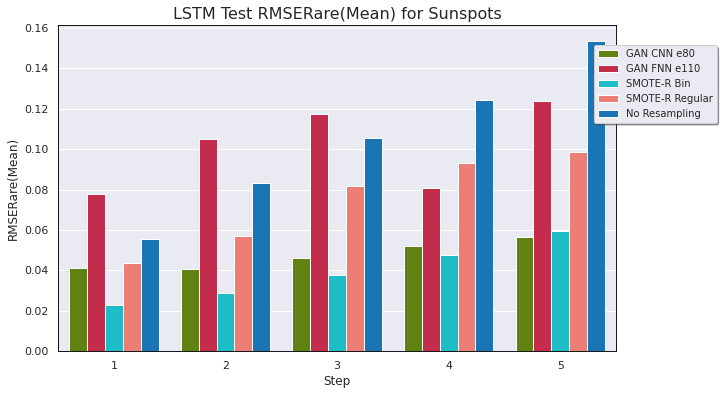 LSTM Test RMSERare(Mean) for Sunspots
0.16
0.14
0.12
0.10
0.08
0.06
0.04
0.02
0.00
RMSERare(Mean)
GAN CNN e80
GAN FNN e110
SMOTE-R Bin
SMOTE-R Regular
No Resampling
1 2 3 4 5
Step